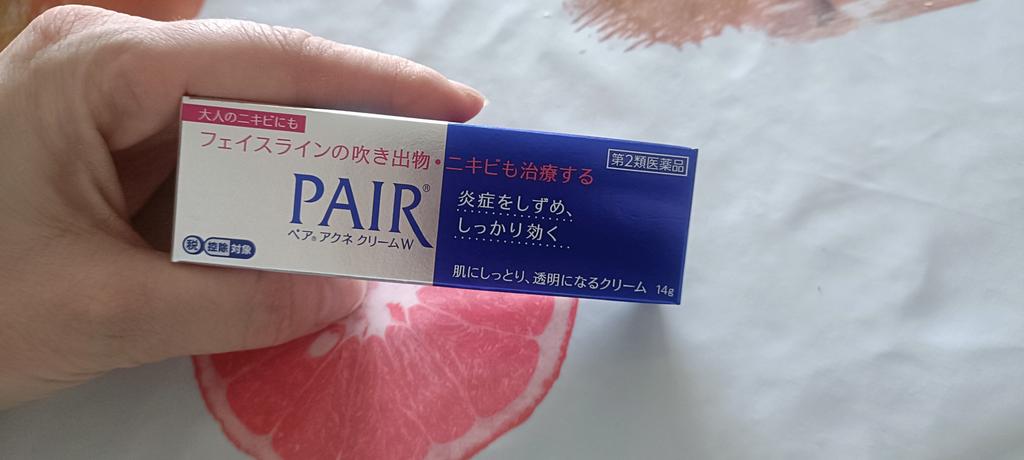 大人のニキビにも
フェイスラインの吹き出物・ニキビも治療する
第2類医薬品
PAIR®
ペア®アクネ クリームW
炎症をしずめ、
しっかり効く
税 控除 対象
肌にしっとり、透明になるクリーム 14g